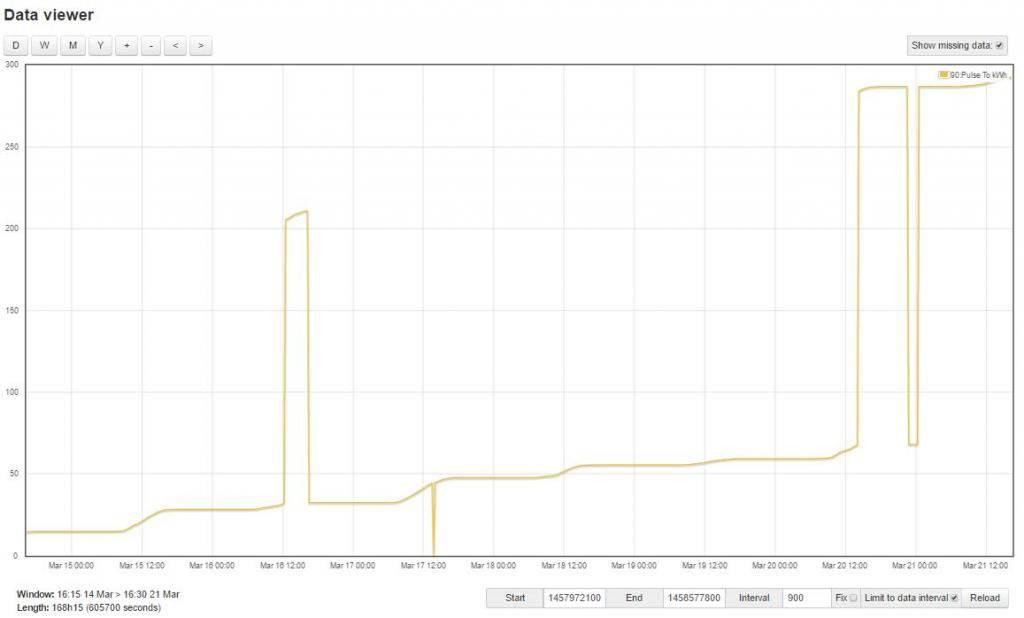 Data viewer
D W M Y + - < > Show missing data:
300
90:Pulse To kWh
250
200
150
100
50
0
Mar 15 00:00 Mar 15 12:00 Mar 16 00:00 Mar 16 12:00 Mar 17 00:00 Mar 17 12:00 Mar 18 00:00 Mar 18 12:00 Mar 19 00:00 Mar 19 12:00 Mar 20 00:00 Mar 20 12:00 Mar 21 00:00 Mar 21 12:00
Window: 16:15 14 Mar > 16:30 21 Mar
Length: 168h15 (605700 seconds)
Start 1457972100 End 1458577800 Interval 900 Fix Limit to data interval Reload